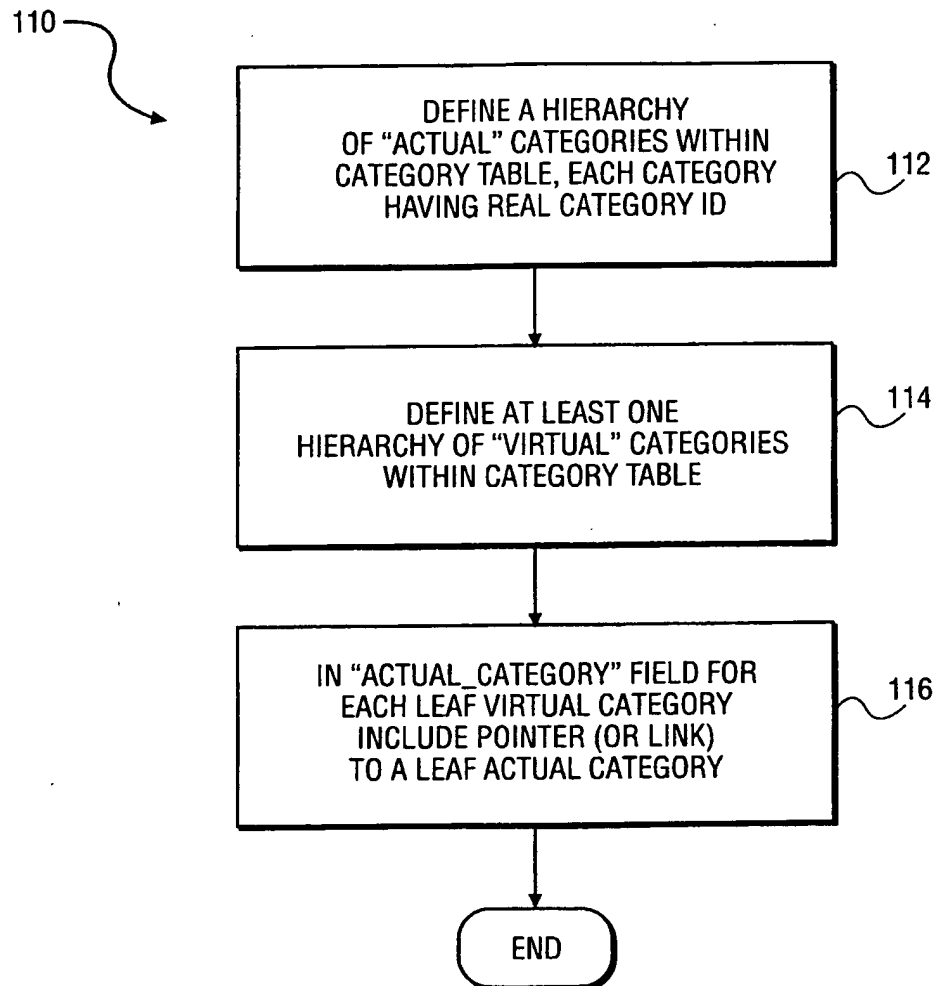 110
DEFINE A HIERARCHY
OF “ACTUAL” CATEGORIES WITHIN
CATEGORY TABLE, EACH CATEGORY
HAVING REAL CATEGORY ID
112
DEFINE AT LEAST ONE
HIERARCHY OF “VIRTUAL” CATEGORIES
WITHIN CATEGORY TABLE
114
IN “ACTUAL_CATEGORY” FIELD FOR
EACH LEAF VIRTUAL CATEGORY
INCLUDE POINTER (OR LINK)
TO A LEAF ACTUAL CATEGORY
116
END